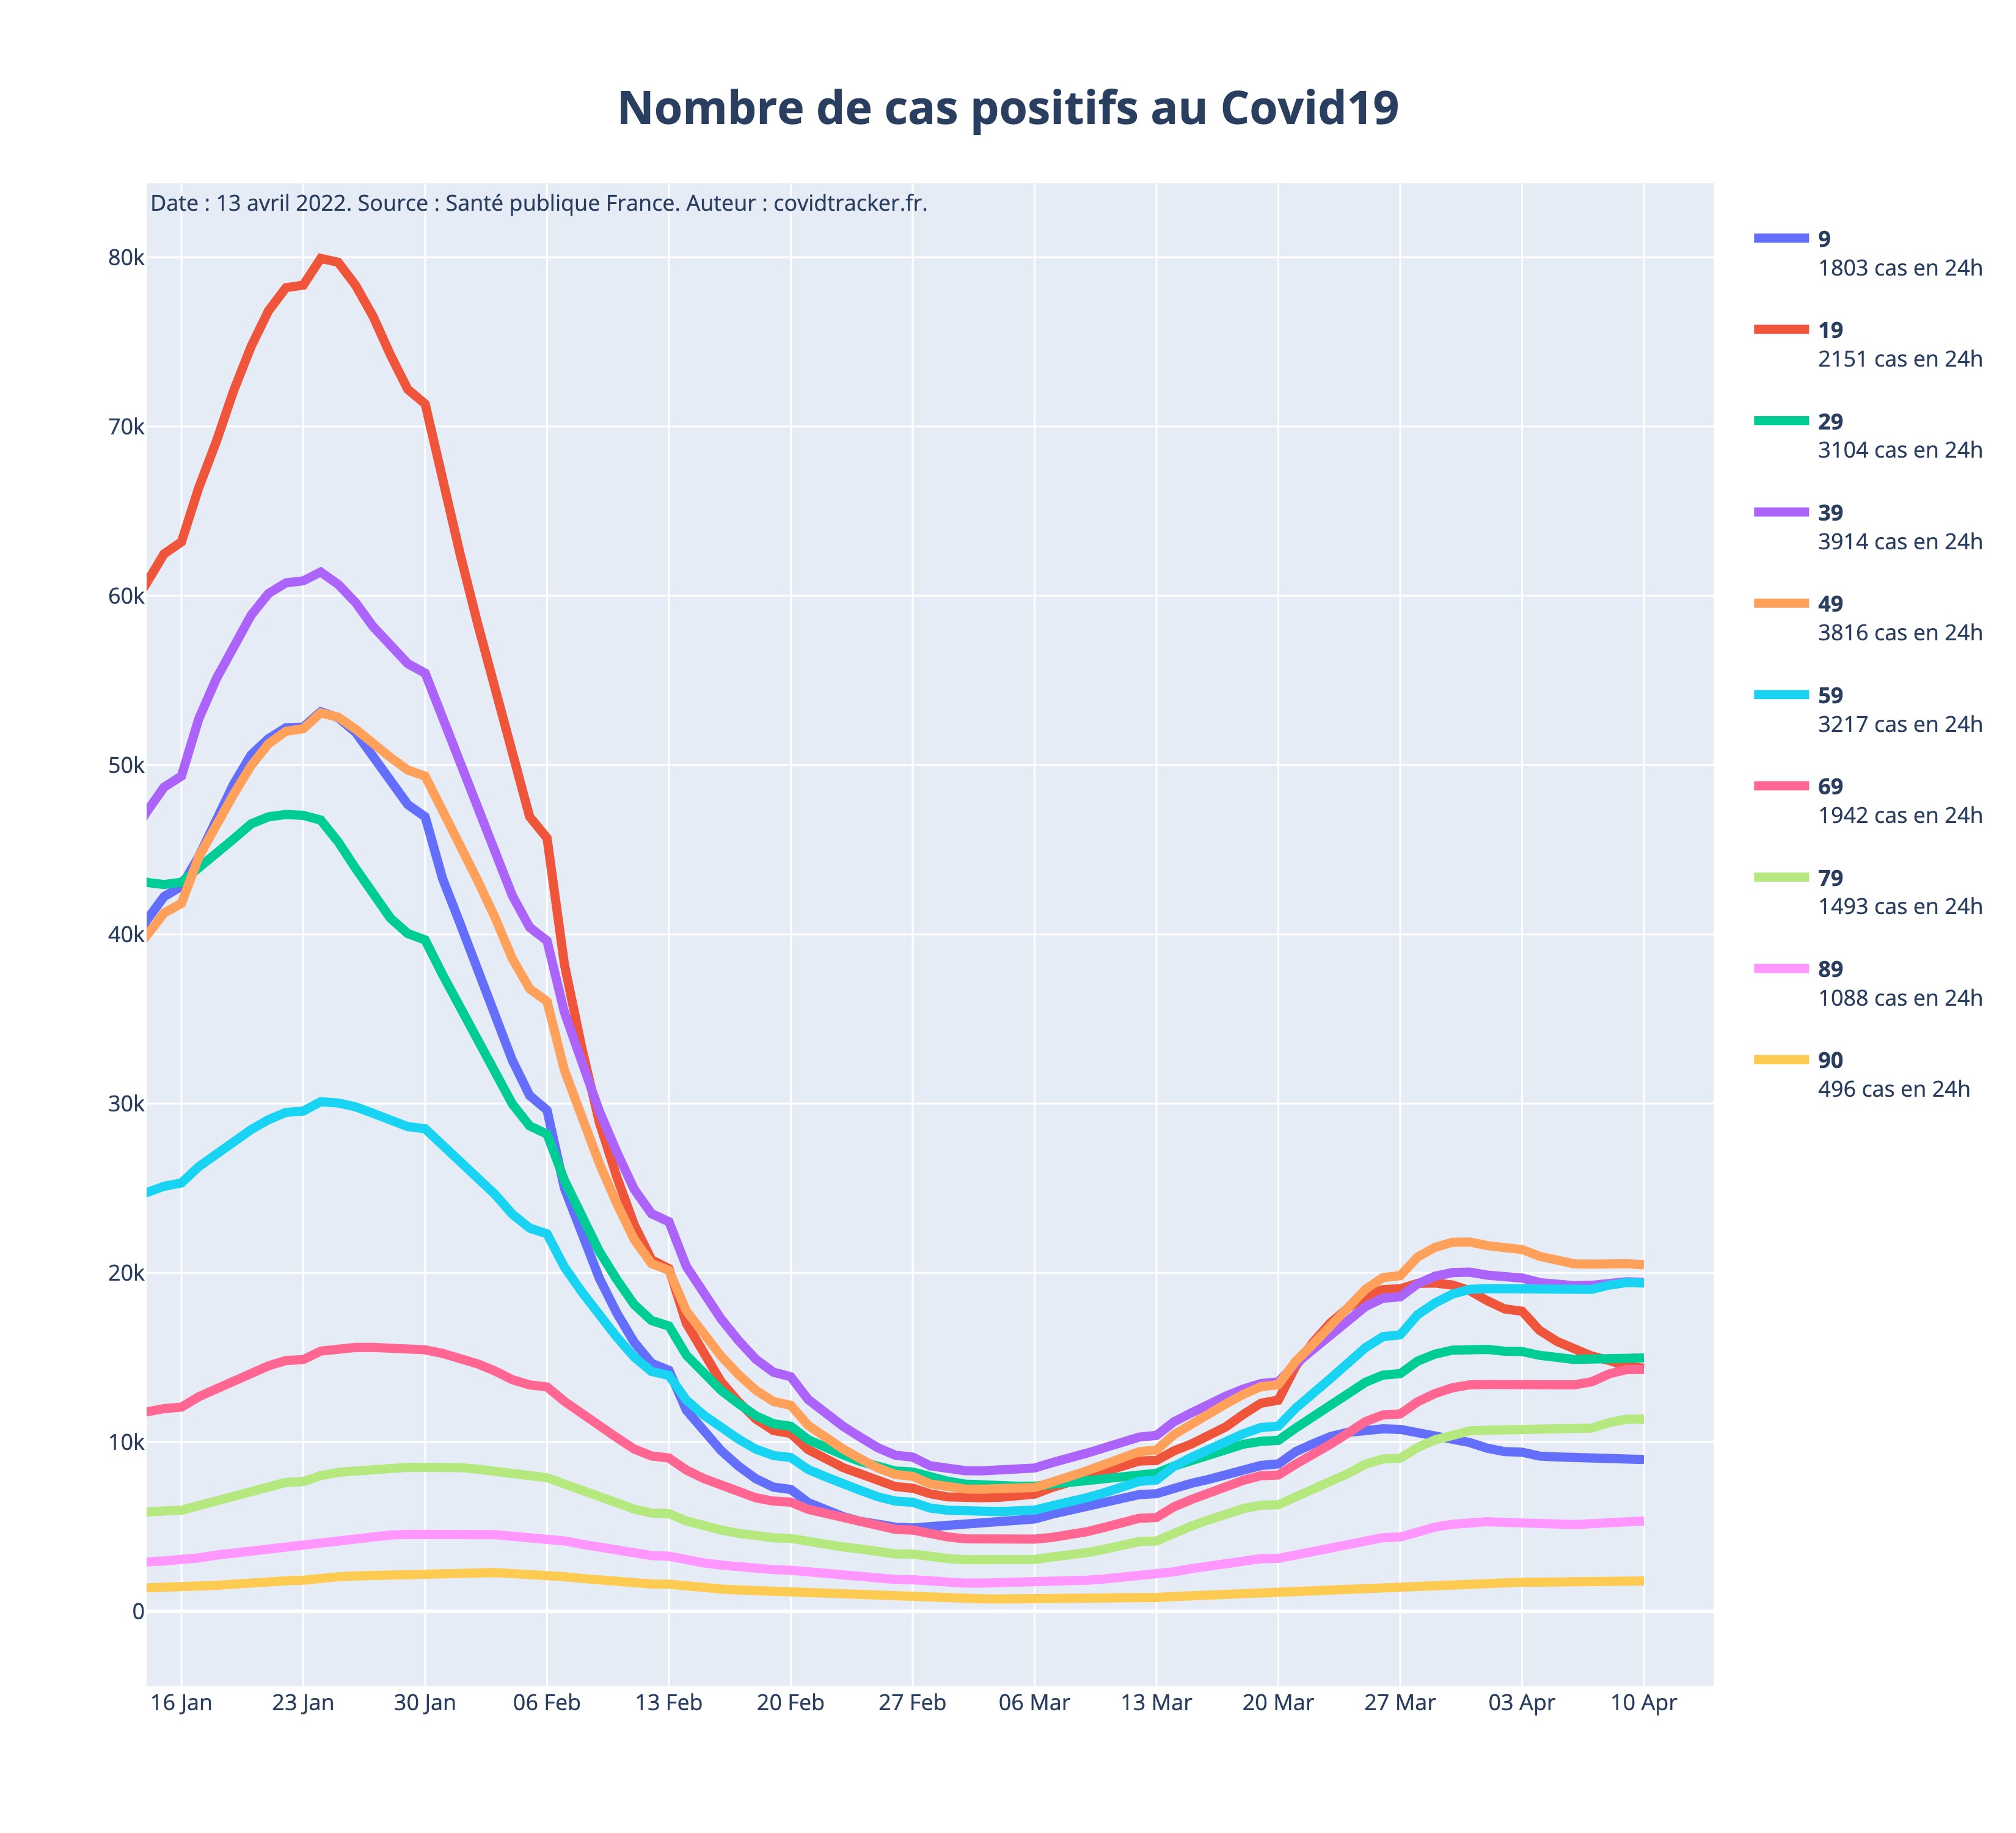 Nombre de cas positifs au Covid19
Date : 13 avril 2022. Source : Santé publique France. Auteur : covidtracker.fr.
80k
70k
60k
50k
40k
30k
20k
10k
0
16 Jan
23 Jan
30 Jan
06 Feb
13 Feb
20 Feb
27 Feb
06 Mar
13 Mar
20 Mar
27 Mar
03 Apr
10 Apr
9
1803 cas en 24h
19
2151 cas en 24h
29
3104 cas en 24h
39
3914 cas en 24h
49
3816 cas en 24h
59
3217 cas en 24h
69
1942 cas en 24h
79
1493 cas en 24h
89
1088 cas en 24h
90
496 cas en 24h